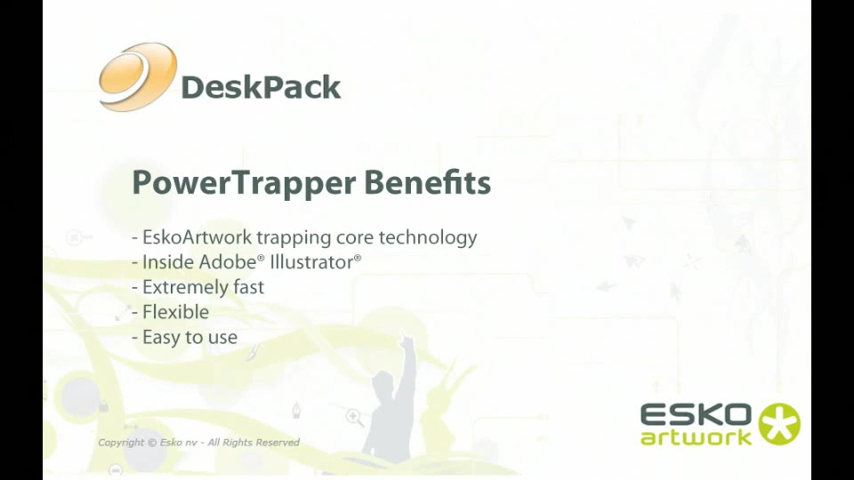 DeskPack
PowerTrapper Benefits
- EskoArtwork trapping core technology
- Inside Adobe® Illustrator®
- Extremely fast
- Flexible
- Easy to use
Copyright © Esko nv - All Rights Reserved
ESKO
artwork